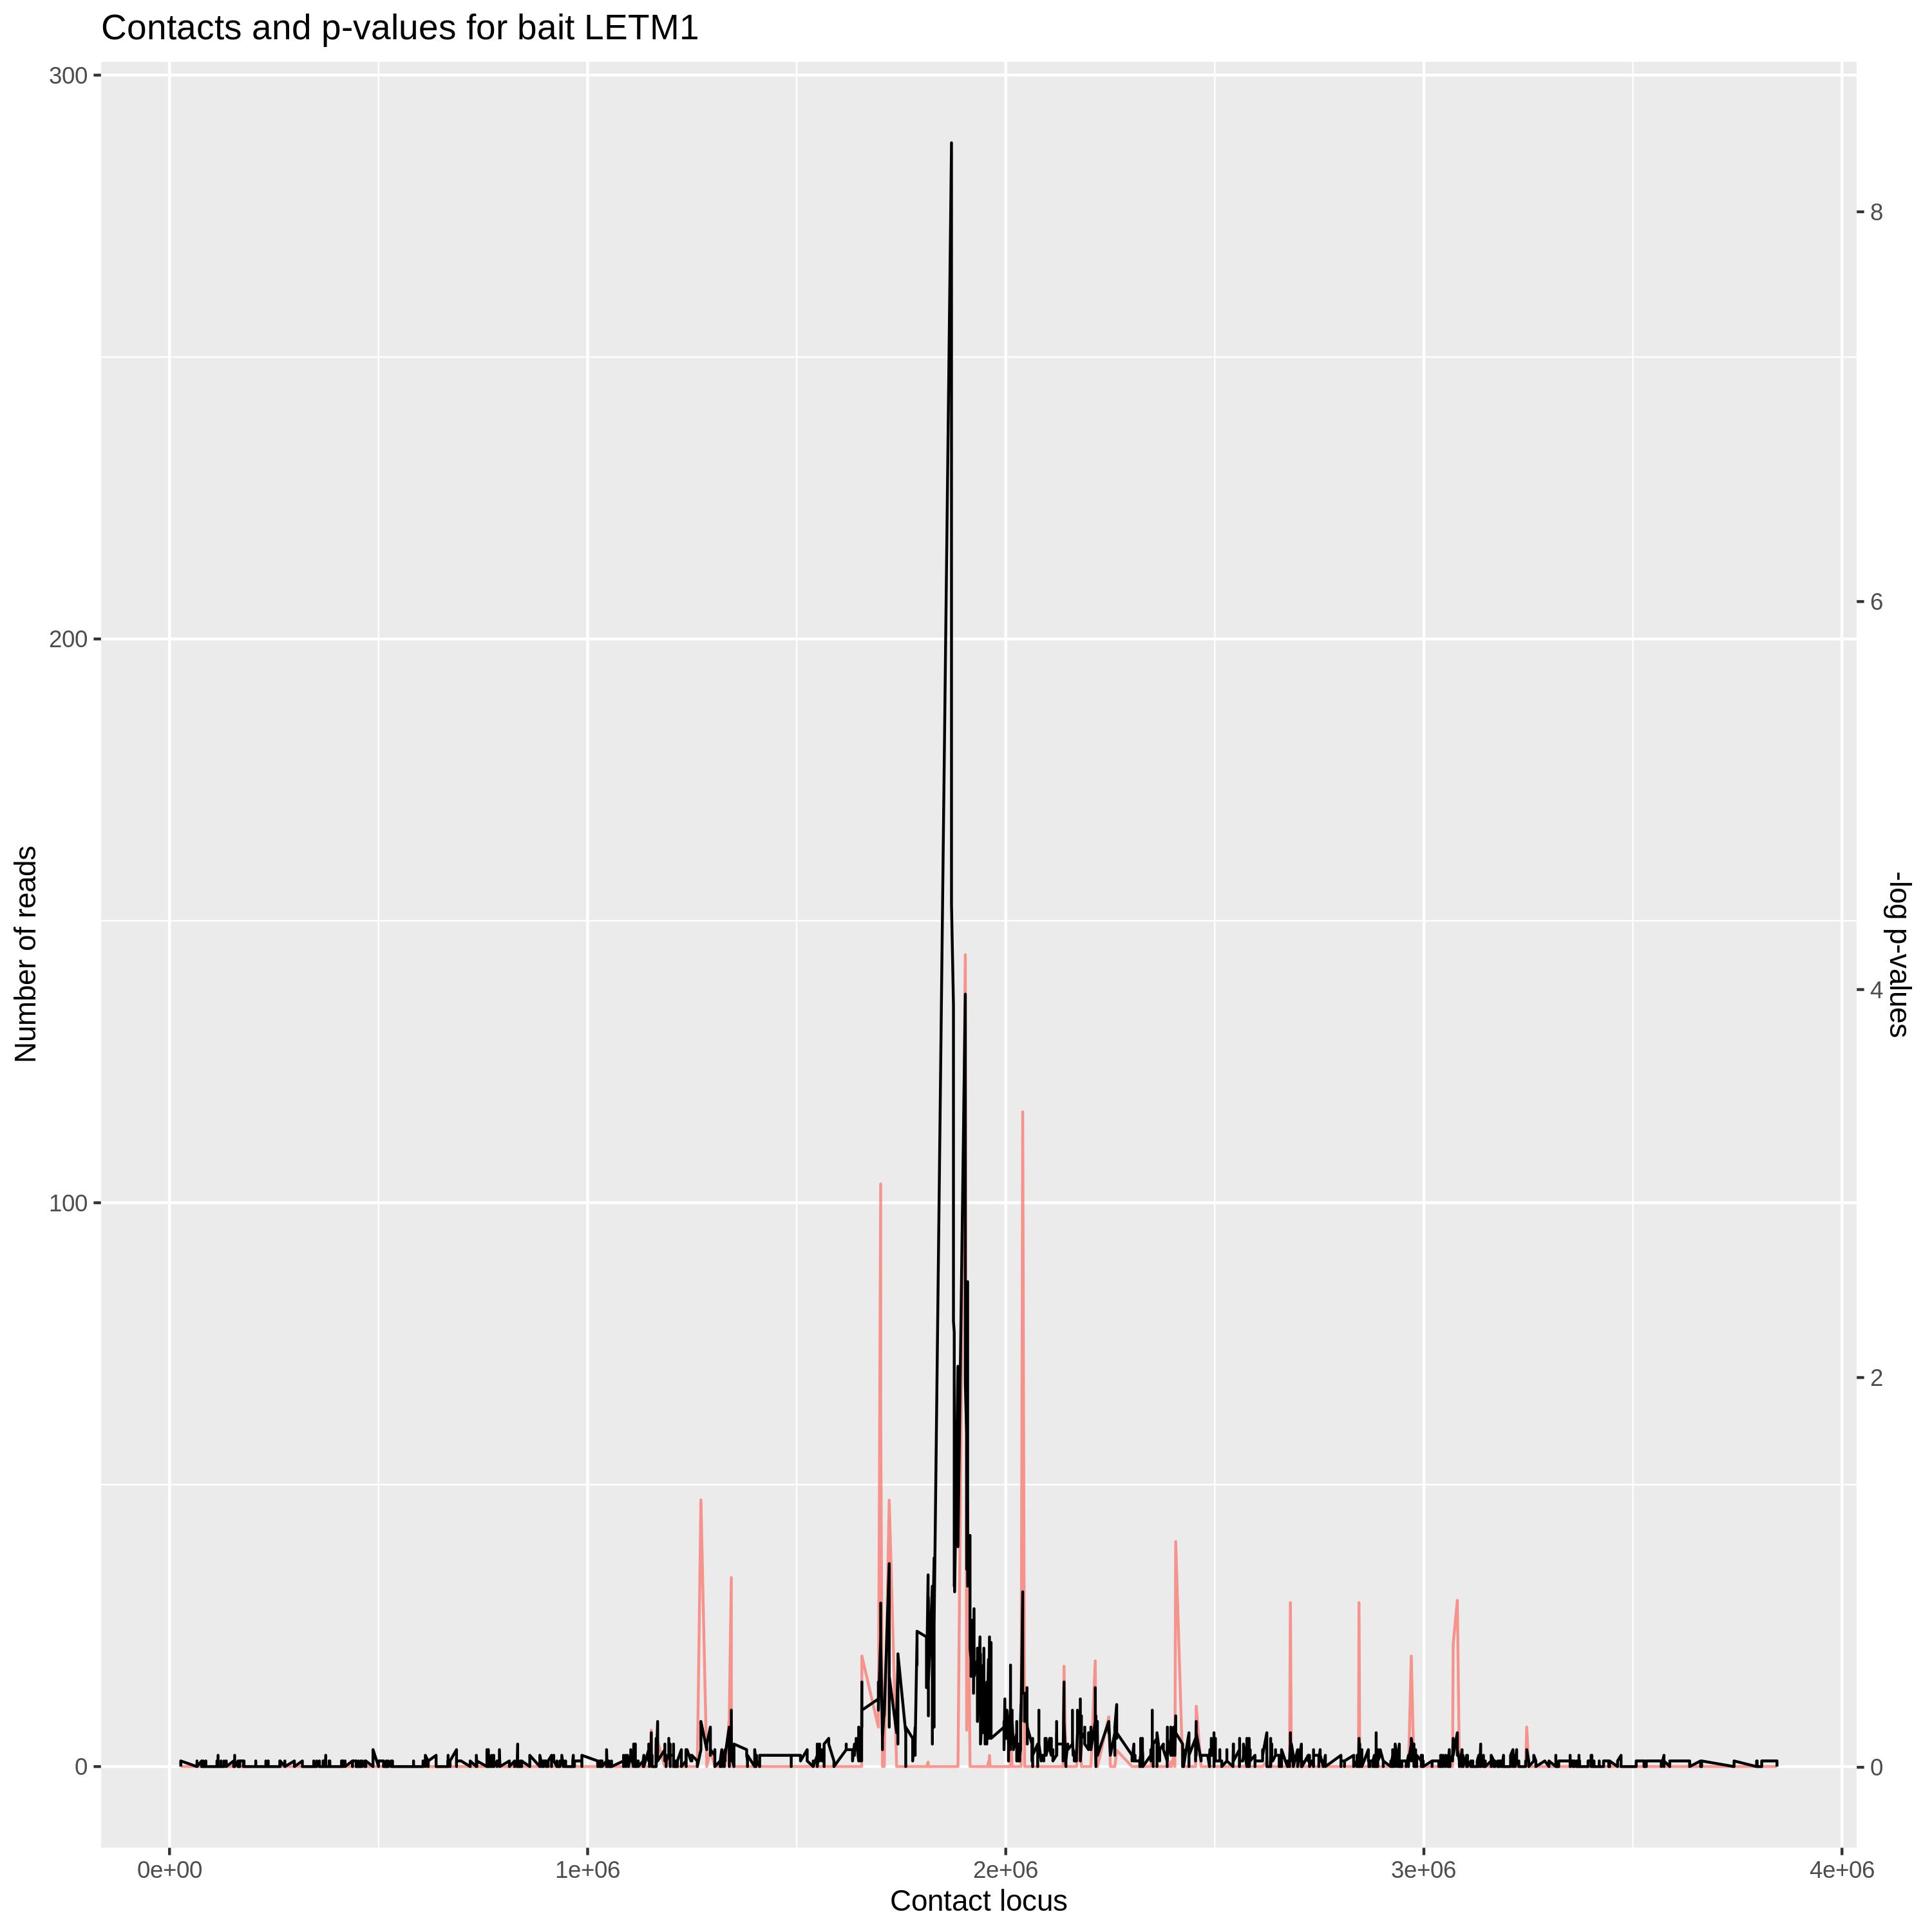 Contacts and p-values for bait LETM1
300
200
100
0
Number of reads
8
6
4
2
0
-log p-values
0e+00
1e+06
2e+06
3e+06
4e+06
Contact locus